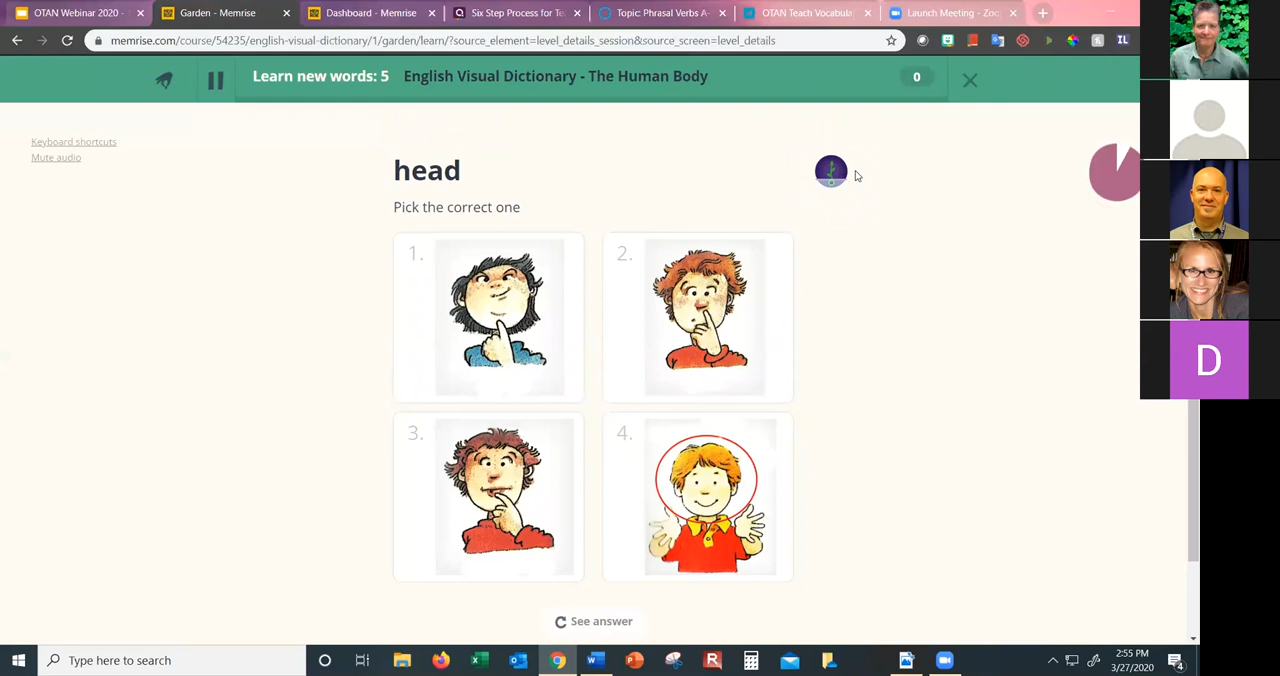 OTAN Webinar 2020 -
Garden - Memrise
Dashboard - Memrise
Six Step Process for Te
Topic: Phrasal Verbs A-
OTAN Teach Vocabula
Launch Meeting - Zoo
memrise.com/course/54235/english-visual-dictionary/1/garden/learn/?source_element=level_details_session&source_screen=level_details
IL
Learn new words: 5 English Visual Dictionary - The Human Body
0
Keyboard shortcuts
Mute audio
head
Pick the correct one
1.
2.
3.
4.
See answer
D
Type here to search
2:55 PM
3/27/2020
4